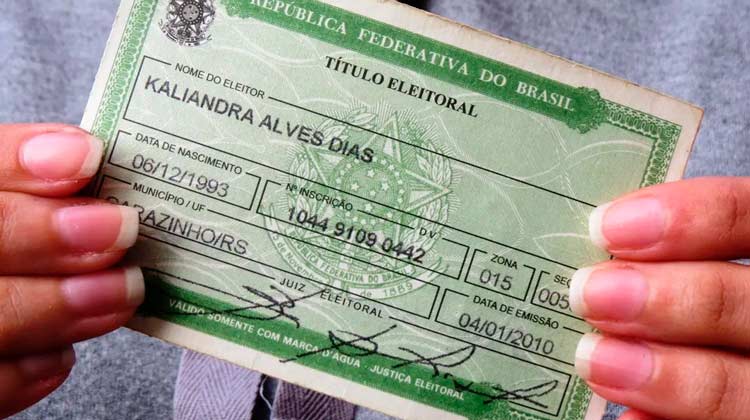 REPÚBLICA FEDERATIVA DO BRASIL
TÍTULO ELEITORAL
NOME DO ELEITOR
KALIANDRA ALVES DIAS
DATA DE NASCIMENTO
06/12/1993
Nº INSCRIÇÃO
D.V.
1044 9109 0442
ZONA
015
MUNICÍPIO / UF
CARAZINHO/RS
DATA DE EMISSÃO
04/01/2010
JUIZ ELEITORAL
VÁLIDO SOMENTE COM MARCA D'ÁGUA - JUSTIÇA ELEITORAL